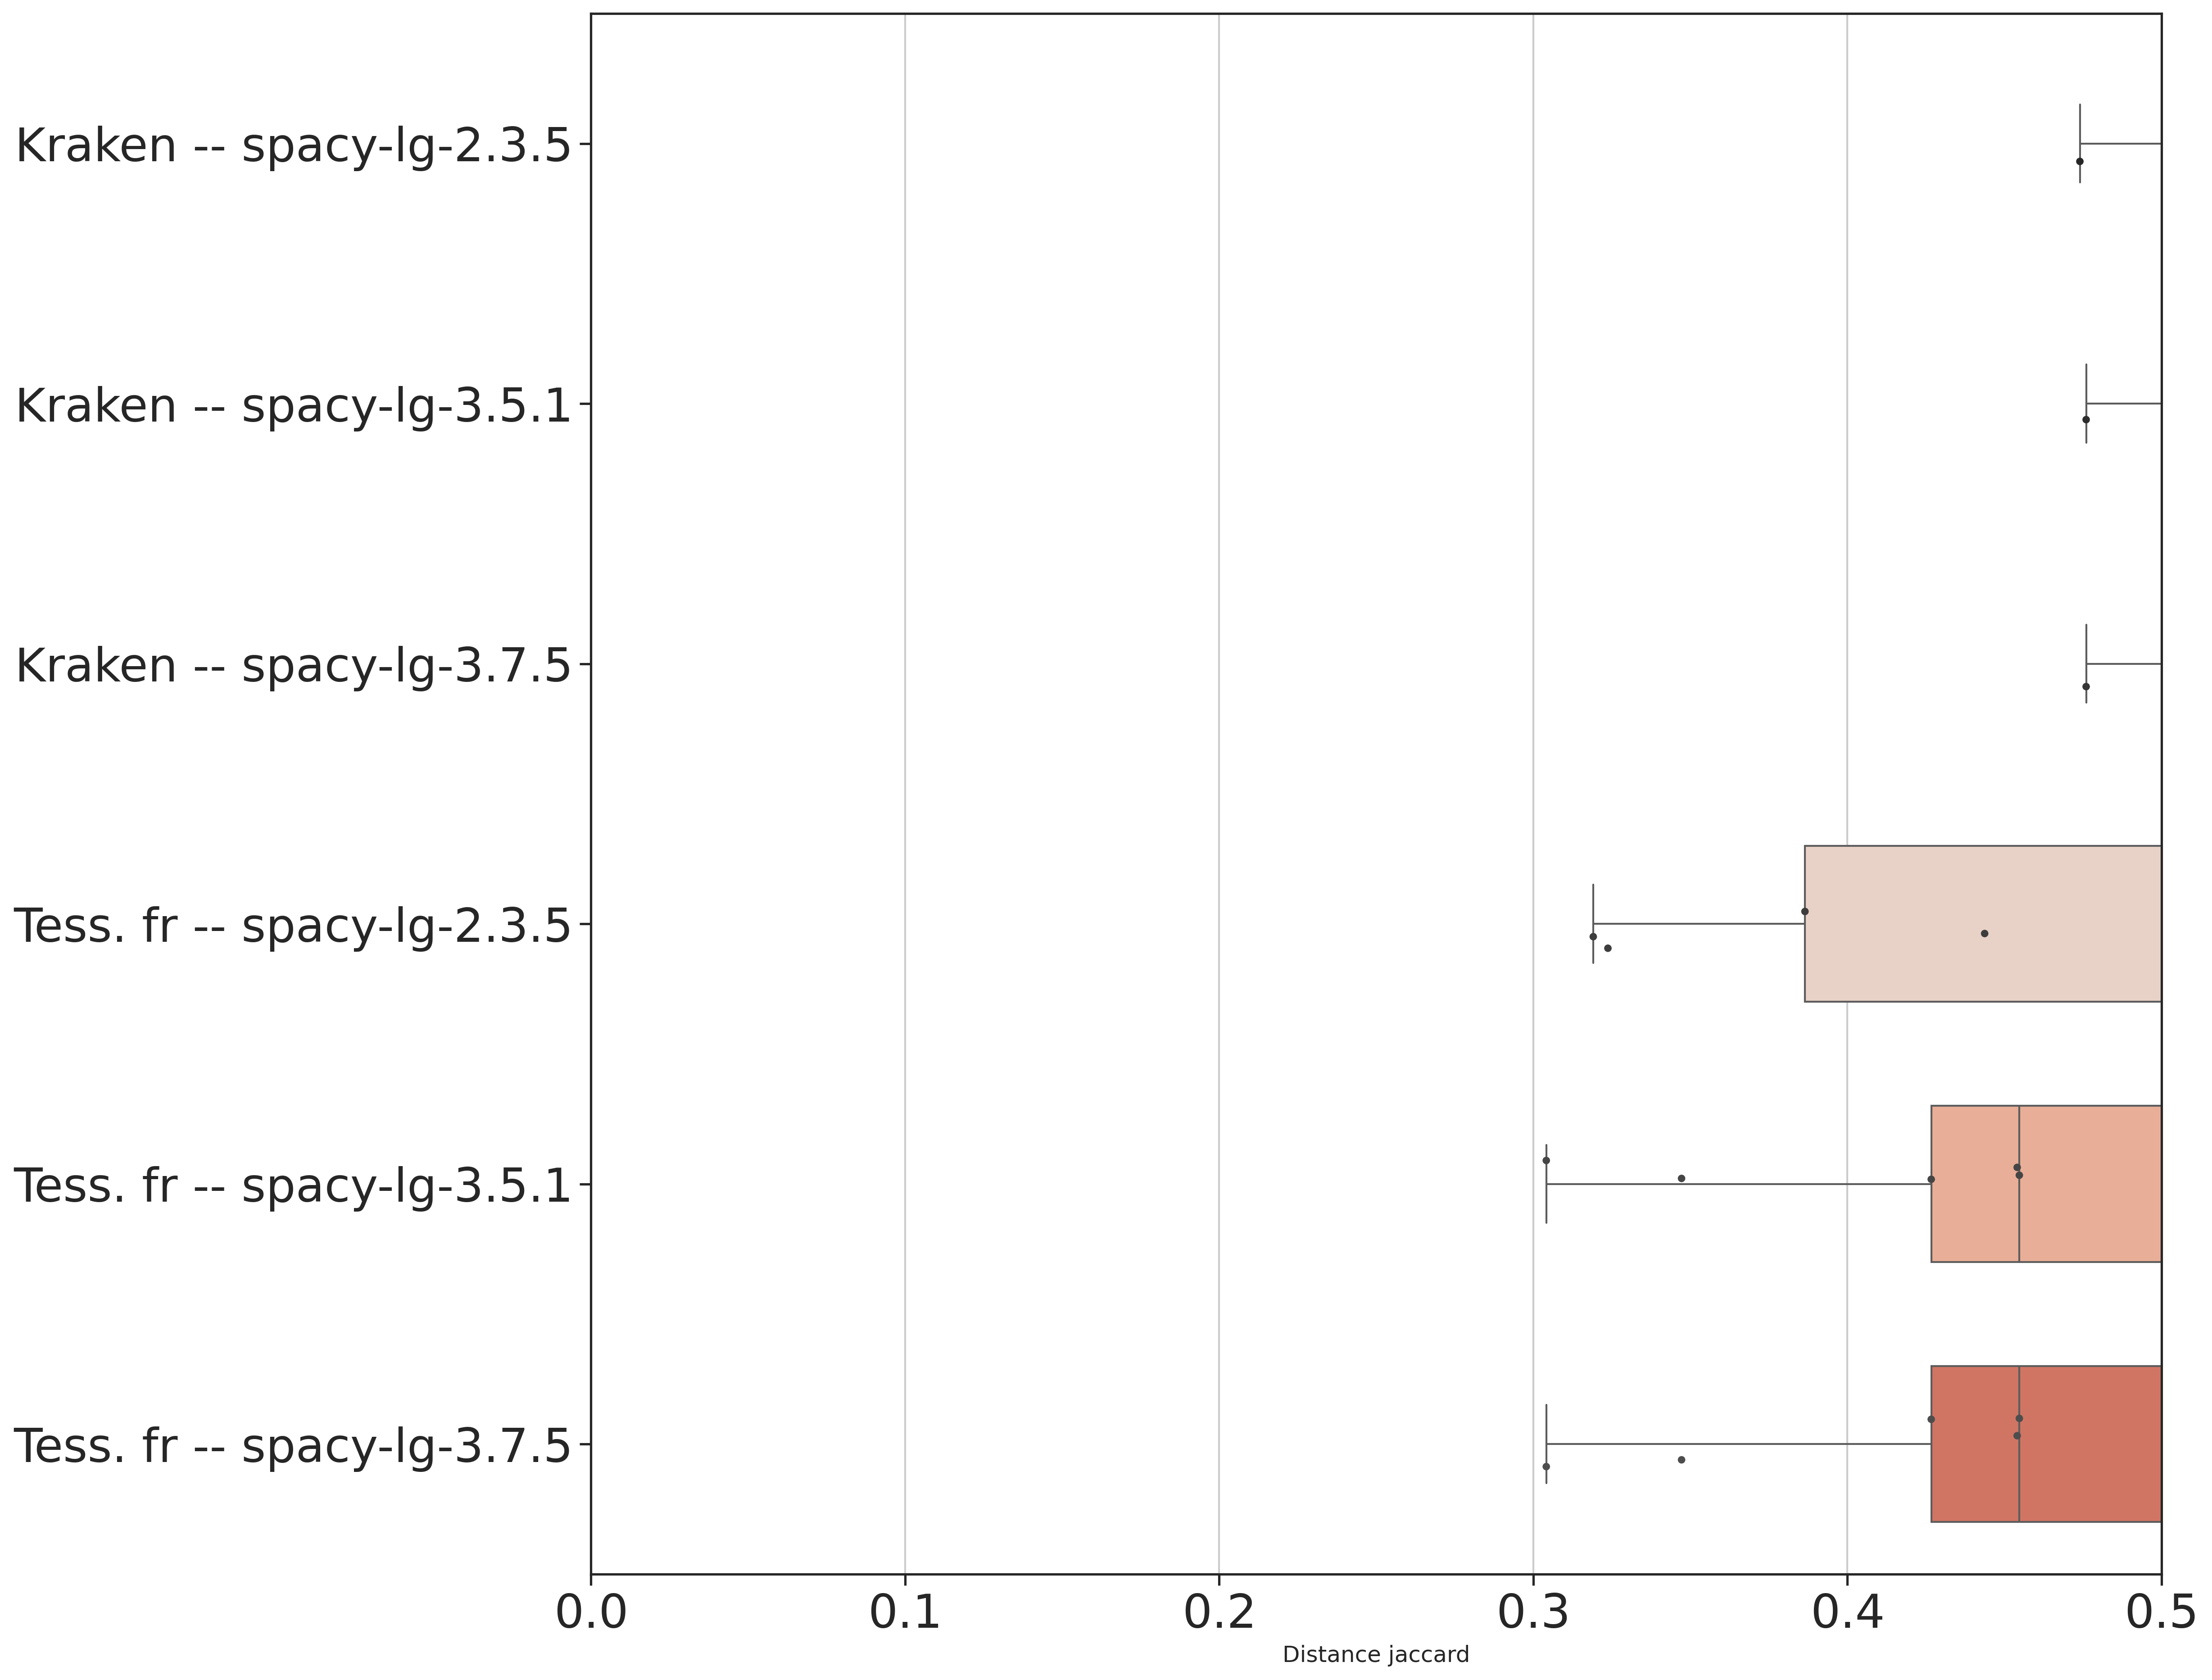 Kraken -- spacy-lg-2.3.5
Kraken -- spacy-lg-3.5.1
Kraken -- spacy-lg-3.7.5
Tess. fr -- spacy-lg-2.3.5
Tess. fr -- spacy-lg-3.5.1
Tess. fr -- spacy-lg-3.7.5
0.0 0.1 0.2 0.3 0.4 0.5
Distance jaccard